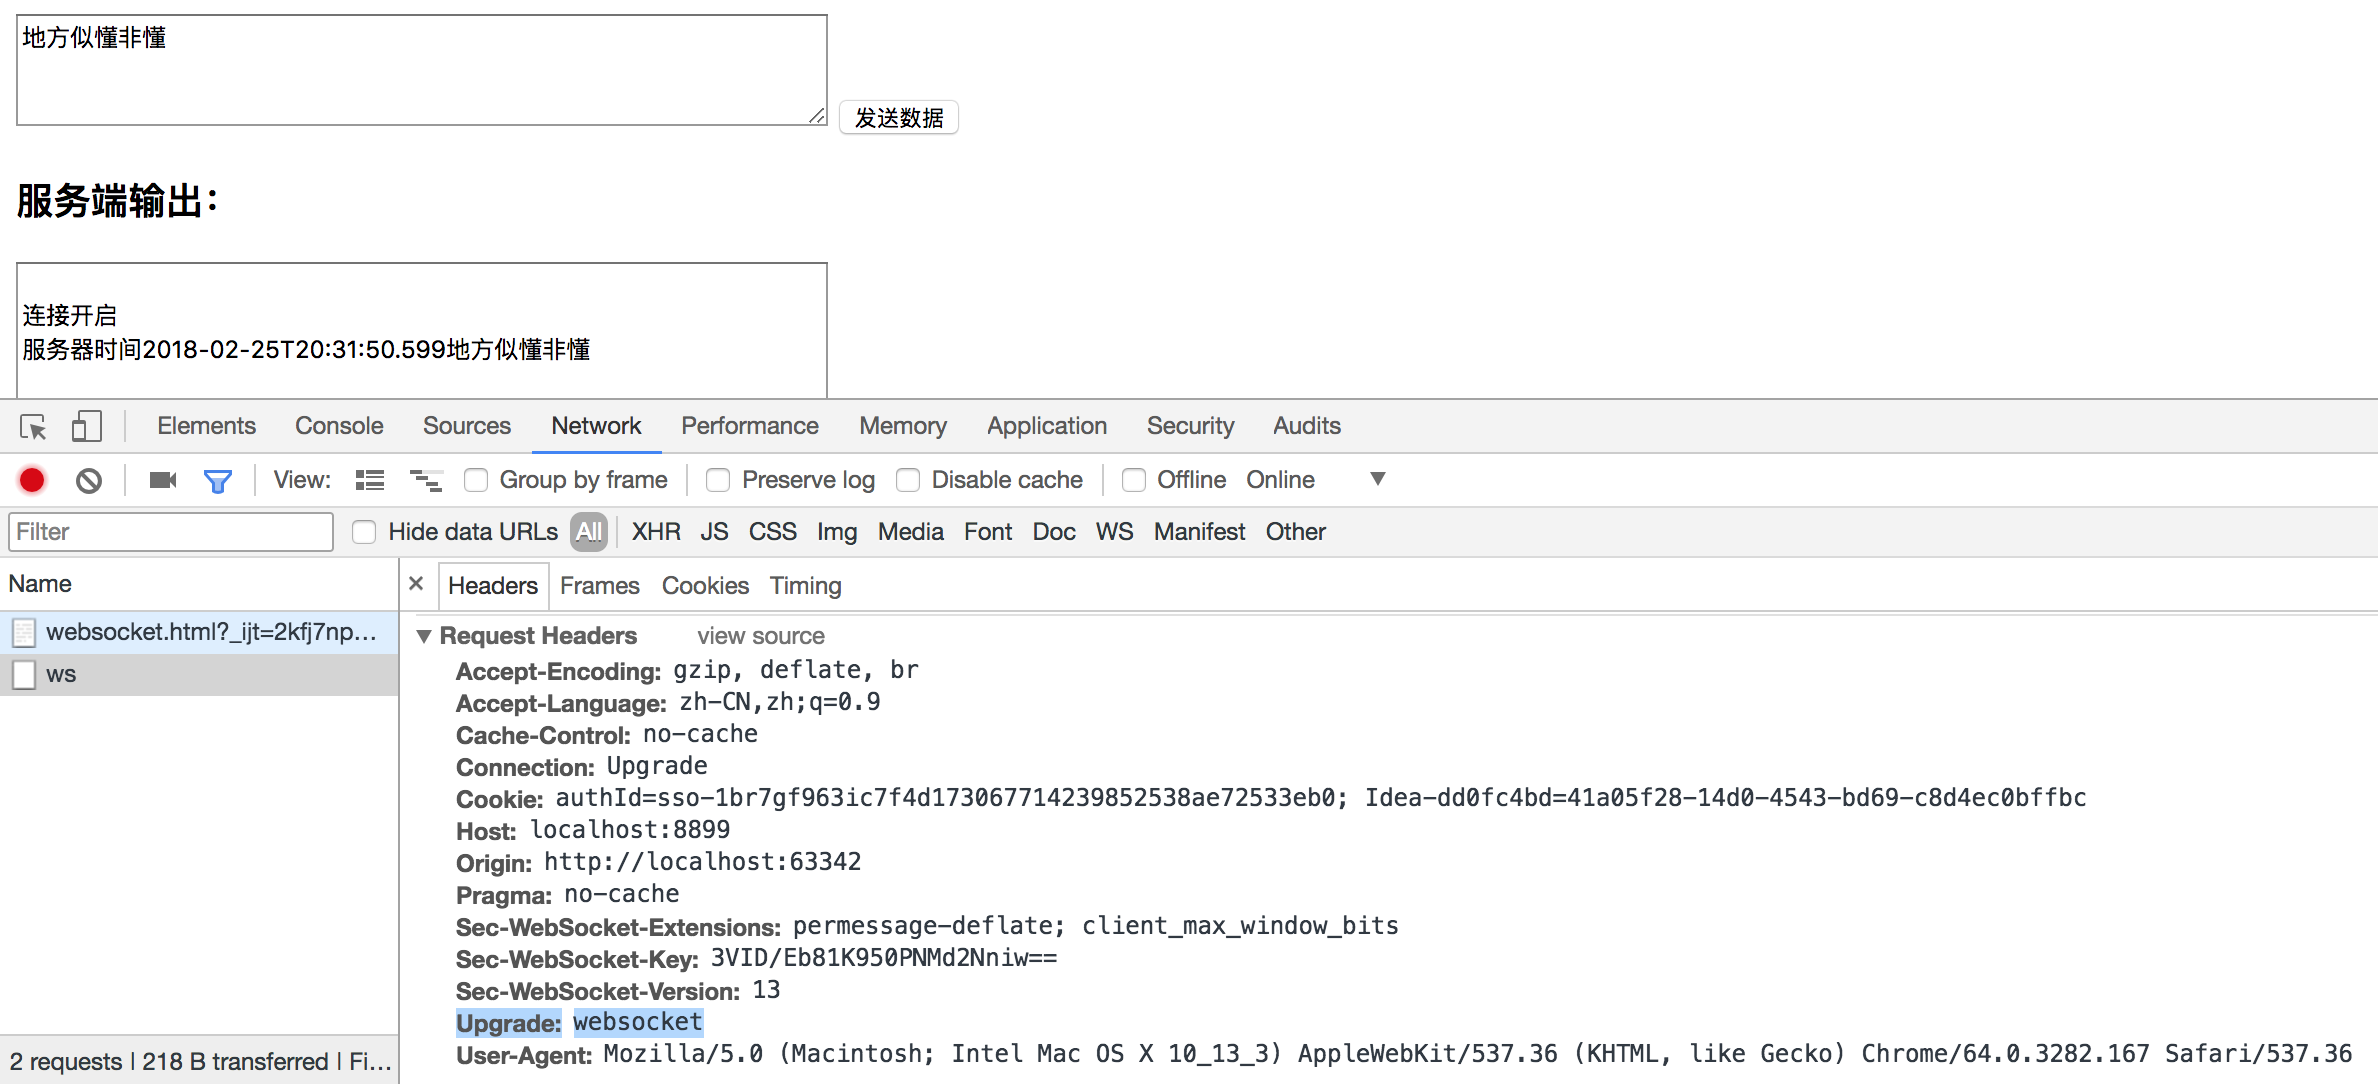 地方似懂非懂
发送数据
服务端输出：
连接开启
服务器时间2018-02-25T20:31:50.599地方似懂非懂
Elements Console Sources Network Performance Memory Application Security Audits
View: Group by frame Preserve log Disable cache Offline Online
Filter Hide data URLs All XHR JS CSS Img Media Font Doc WS Manifest Other
Name
Headers Frames Cookies Timing
websocket.html?_ijt=2kfj7np...
ws
Request Headers view source
Accept-Encoding: gzip, deflate, br
Accept-Language: zh-CN,zh;q=0.9
Cache-Control: no-cache
Connection: Upgrade
Cookie: authId=sso-1br7gf963ic7f4d173067714239852538ae72533eb0; Idea-dd0fc4bd=41a05f28-14d0-4543-bd69-c8d4ec0bffbc
Host: localhost:8899
Origin: http://localhost:63342
Pragma: no-cache
Sec-WebSocket-Extensions: permessage-deflate; client_max_window_bits
Sec-WebSocket-Key: 3VID/Eb81K950PNMd2Nniw==
Sec-WebSocket-Version: 13
Upgrade: websocket
User-Agent: Mozilla/5.0 (Macintosh; Intel Mac OS X 10_13_3) AppleWebKit/537.36 (KHTML, like Gecko) Chrome/64.0.3282.167 Safari/537.36
2 requests | 218 B transferred | Fi...